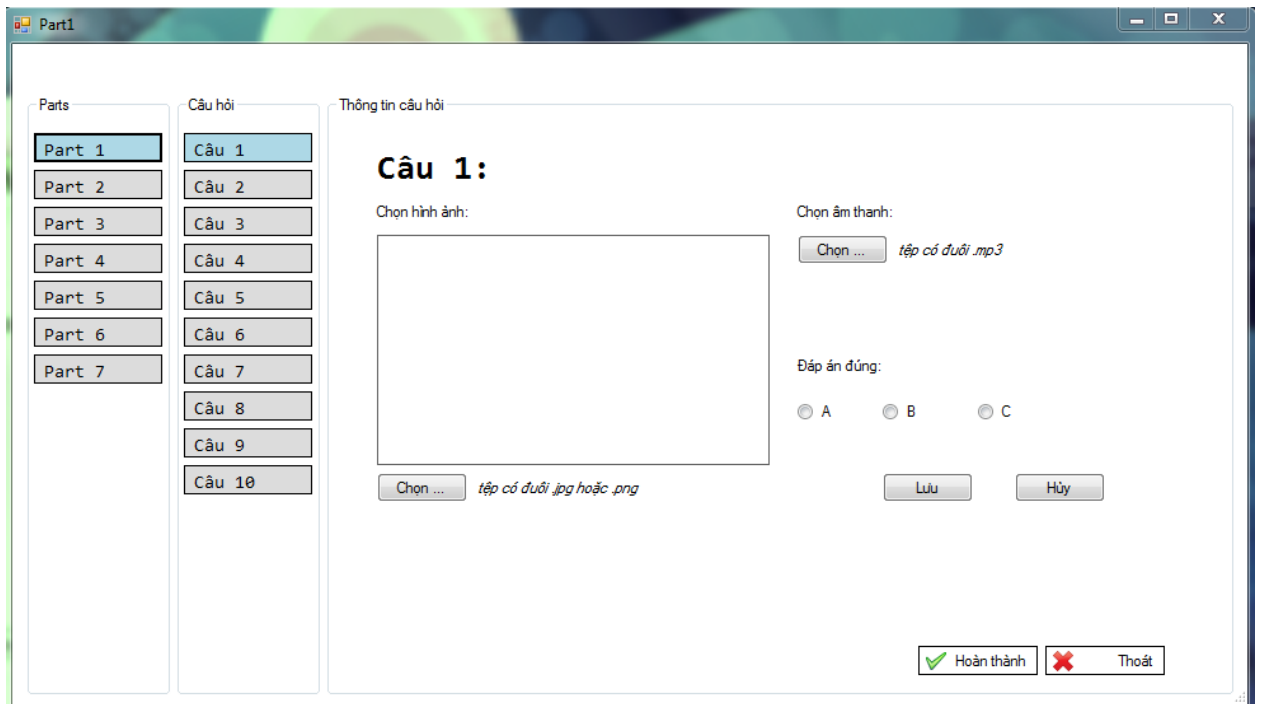 Part1
Parts
Part 1
Part 2
Part 3
Part 4
Part 5
Part 6
Part 7
Câu hỏi
Câu 1
Câu 2
Câu 3
Câu 4
Câu 5
Câu 6
Câu 7
Câu 8
Câu 9
Câu 10
Thông tin câu hỏi
Câu 1:
Chọn hình ảnh:
Chọn ... tệp có đuôi .jpg hoặc .png
Chọn âm thanh:
Chọn ... tệp có đuôi .mp3
Đáp án đúng:
A B C
Lưu Hủy
Hoàn thành Thoát